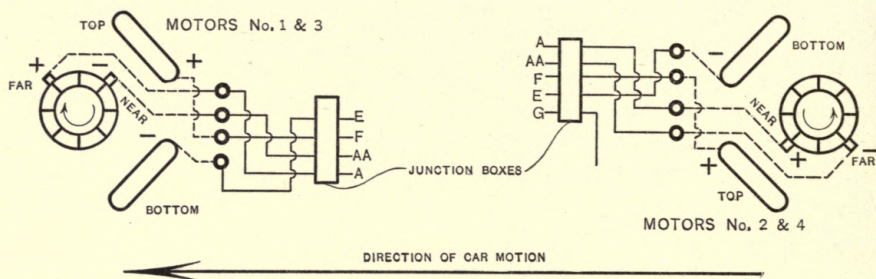 TOP
MOTORS No. 1 & 3
+
+
−
FAR
NEAR
−
BOTTOM
E
F
AA
A
JUNCTION BOXES
A
AA
F
E
G
−
BOTTOM
NEAR
+
+
−
FAR
TOP
MOTORS No. 2 & 4
DIRECTION OF CAR MOTION